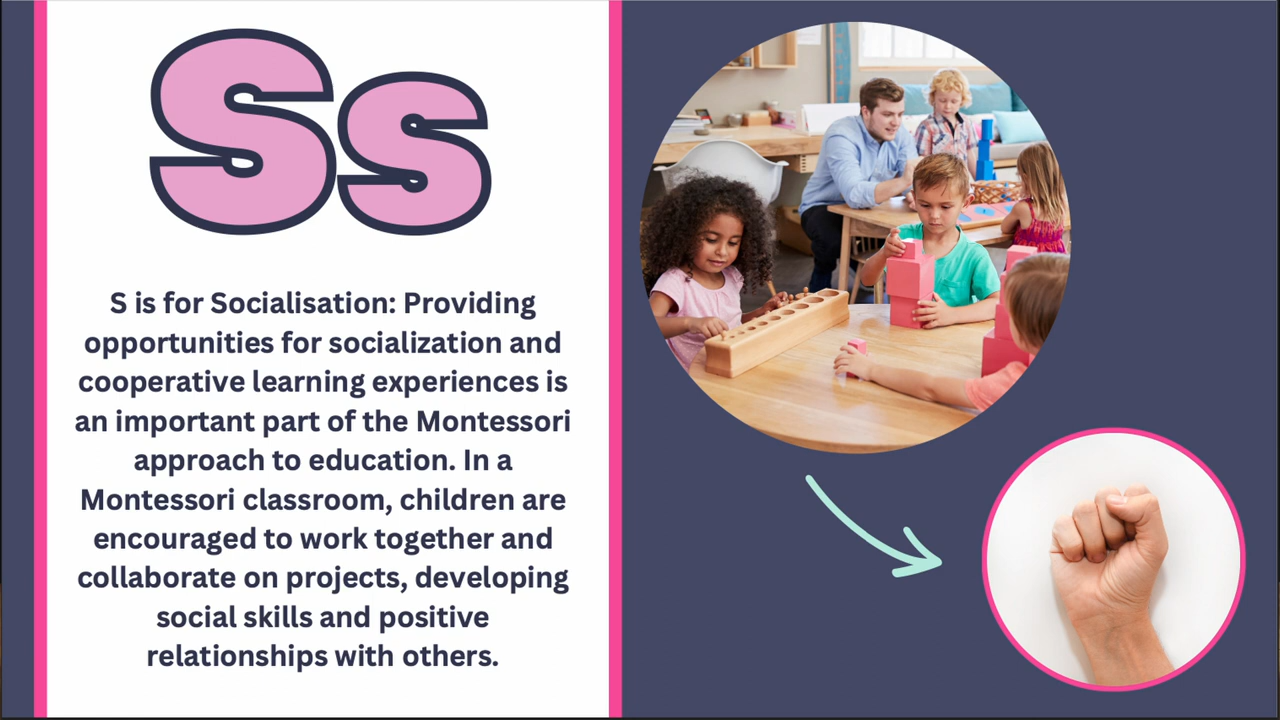 Ss
S is for Socialisation: Providing
opportunities for socialization and
cooperative learning experiences is
an important part of the Montessori
approach to education. In a
Montessori classroom, children are
encouraged to work together and
collaborate on projects, developing
social skills and positive
relationships with others.